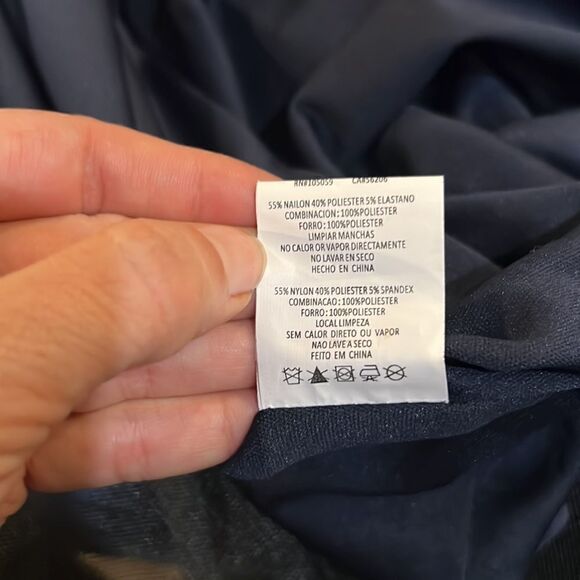 RN#105059 CA#56206
55% NAILON 40% POLIESTER 5% ELASTANO
COMBINACION:100%POLIESTER
FORRO:100%POLIESTER
LIMPIAR MANCHAS
NO CALOR/VAPOR DIRECTAMENTE
NO LAVAR EN SECO
HECHO EN CHINA
55% NYLON 40% POLIESTER 5% SPANDEX
COMBINACAO:100%POLIESTER
FORRO:100%POLIESTER
LOCAL LIMPEZA
SEM CALOR DIRETO OU VAPOR
NAO LAVE A SECO
FEITO EM CHINA